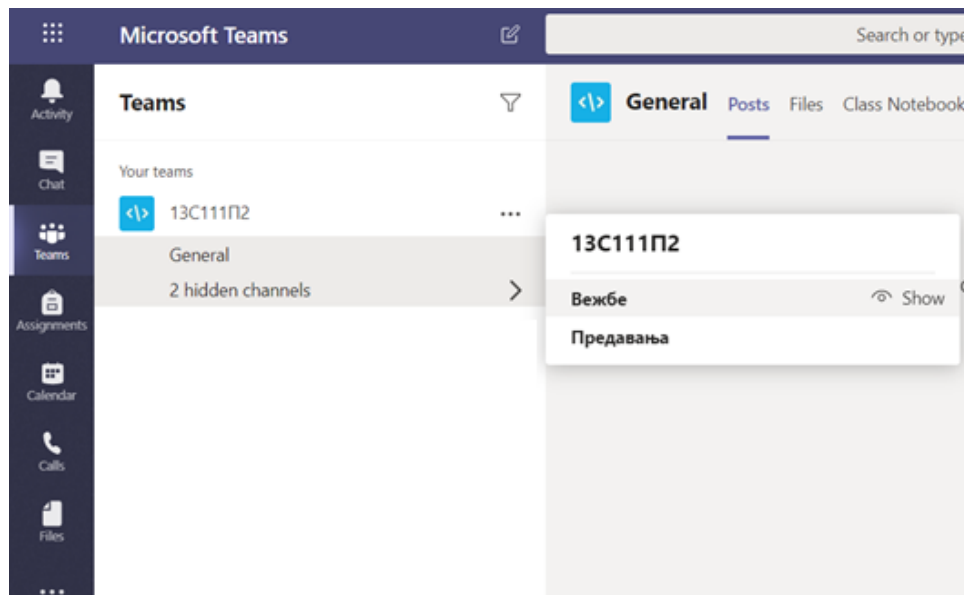 Microsoft Teams
Search or type
Activity
Chat
Teams
Assignments
Calendar
Calls
Files
Teams
Your teams
13С111П2
General
2 hidden channels
General Posts Files Class Notebook
13С111П2
Вежбе Show
Предавања